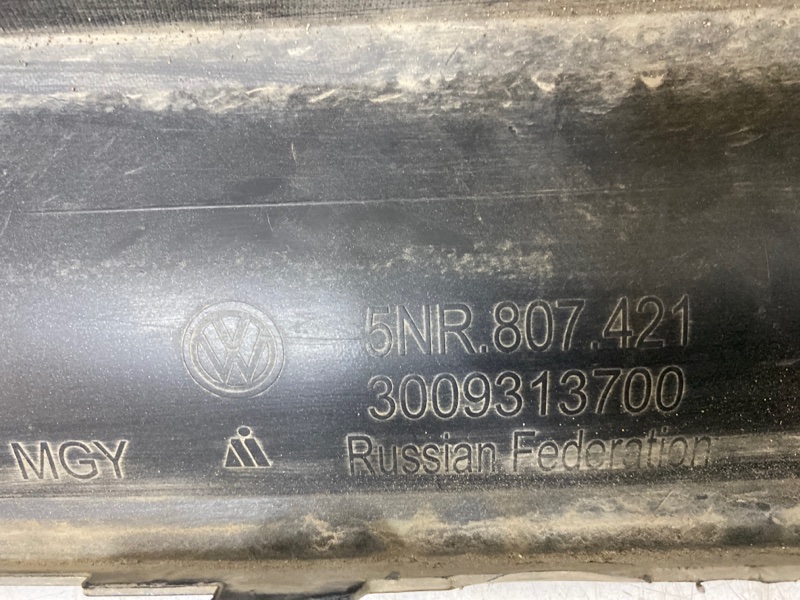 5NR.807.421
3009313700
MGY Russian Federation